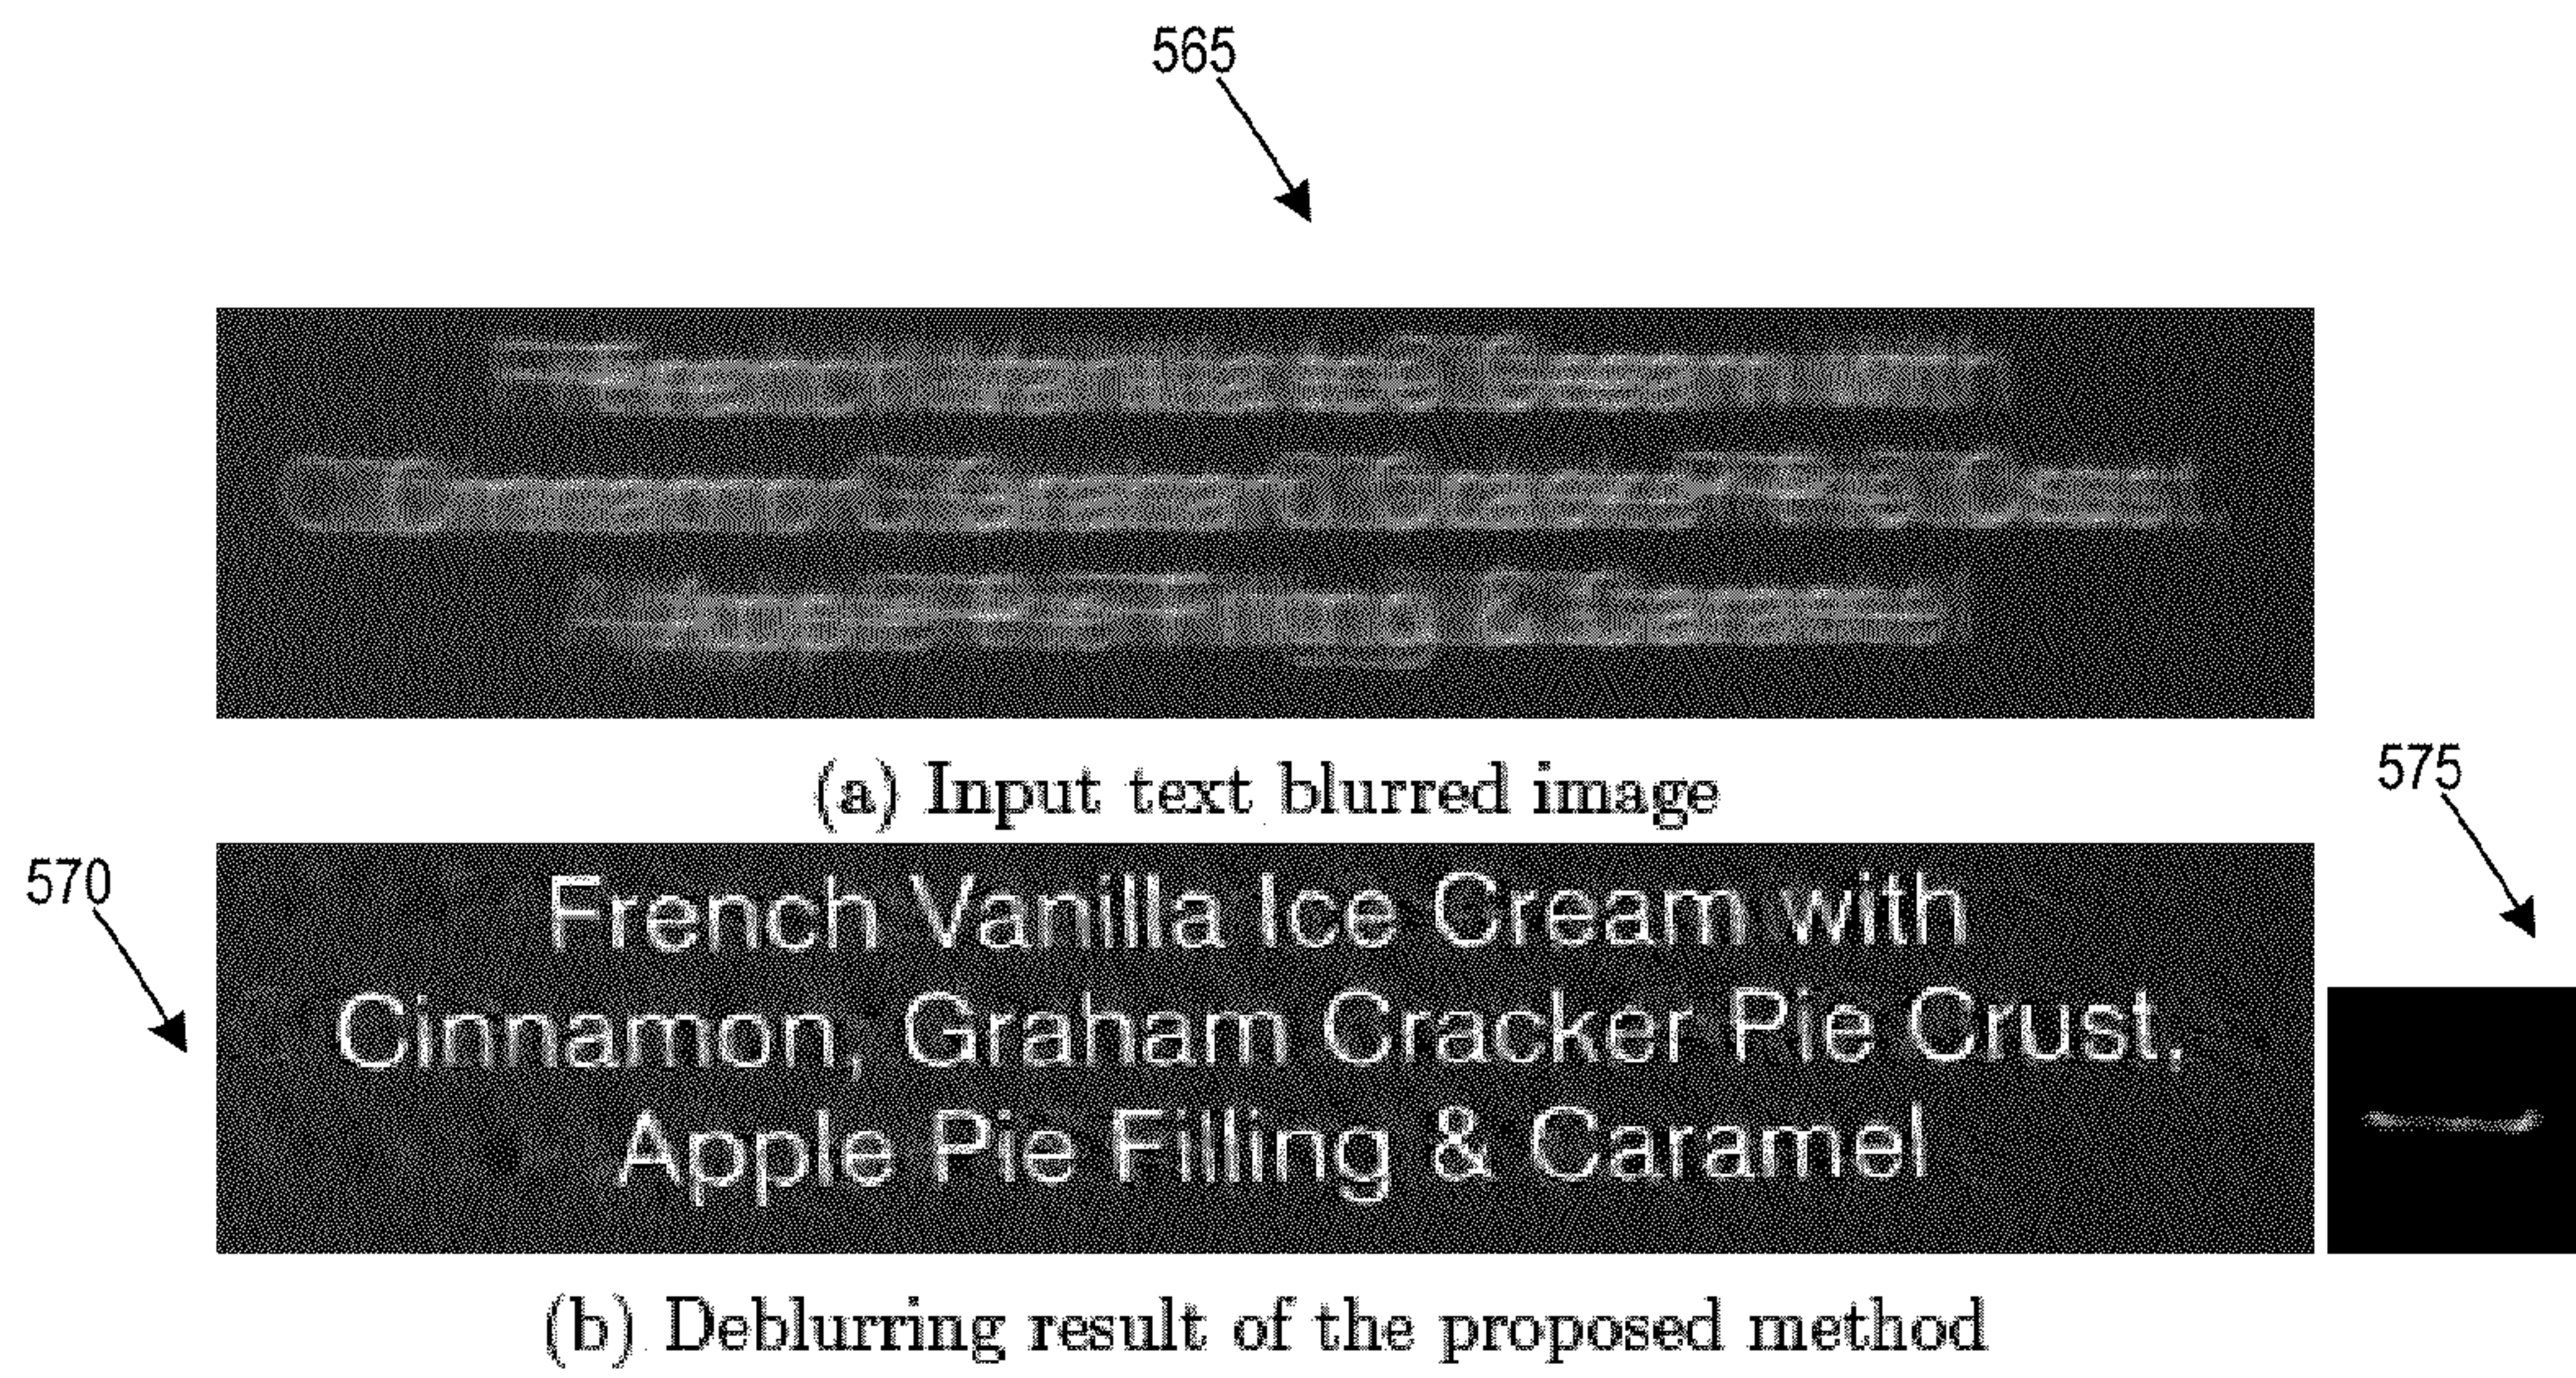 565
(a) Input text blurred image
575
570
French Vanilla Ice Cream with
Cinnamon, Graham Cracker Pie Crust,
Apple Pie Filling & Caramel
(b) Deblurring result of the proposed method